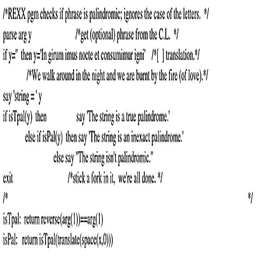 /*REXX pgm checks if phrase is palindromic; ignores the case of the letters. */
parse arg y /*get (optional) phrase from the C.L. */
if y='' then y='In girum imus nocte et consumimur igni' /*[ ] translation.*/
/*We walk around in the night and we are burnt by the fire (of love).*/
say 'string = ' y
if isTpal(y) then say 'The string is a true palindrome.'
else if isPal(y) then say 'The string is an inexact palindrome.'
else say "The string isn't palindromic."
exit /*stick a fork in it, we're all done. */
/* */
isTpal: return reverse(arg(1))==arg(1)
isPal: return isTpal(translate(space(x,0)))